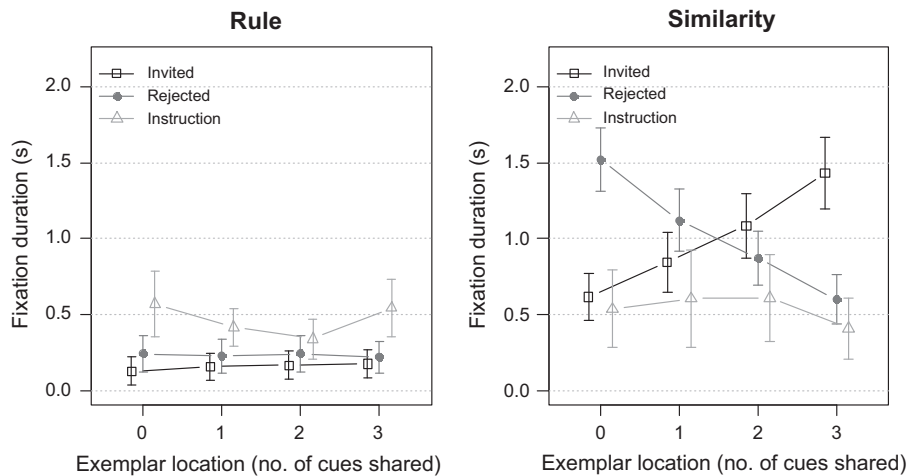 Rule
Invited
Rejected
Instruction
2.0
1.5
1.0
0.5
0.0
Fixation duration (s)
0 1 2 3
Exemplar location (no. of cues shared)
Similarity
Invited
Rejected
Instruction
2.0
1.5
1.0
0.5
0.0
Fixation duration (s)
0 1 2 3
Exemplar location (no. of cues shared)